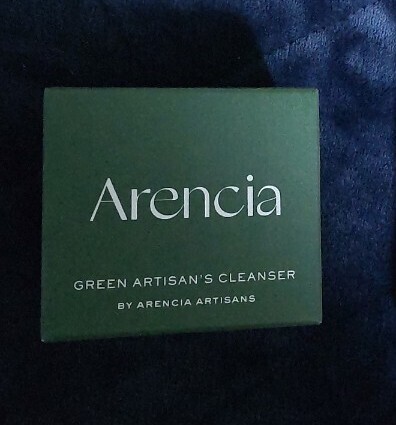 Arencia
GREEN ARTISAN'S CLEANSER
BY ARENCIA ARTISANS